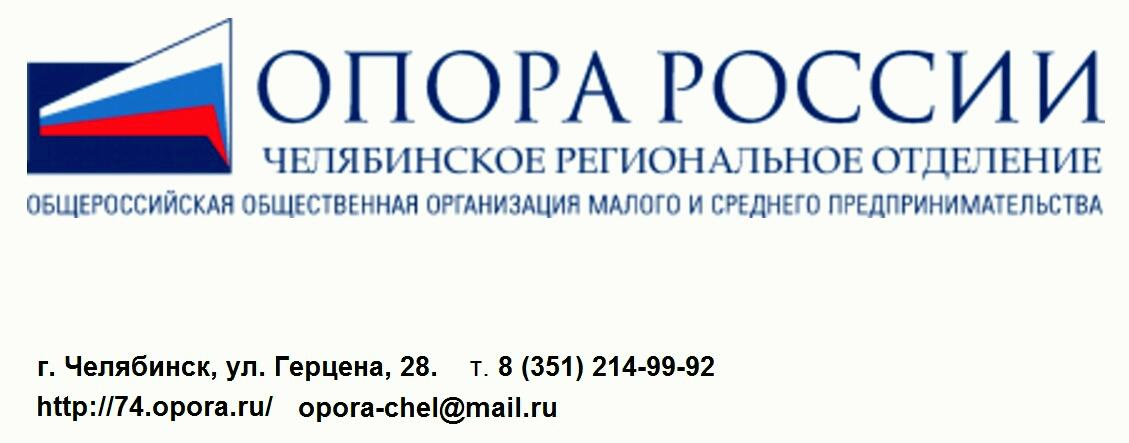 ОПОРА РОССИИ
ЧЕЛЯБИНСКОЕ РЕГИОНАЛЬНОЕ ОТДЕЛЕНИЕ
ОБЩЕРОССИЙСКАЯ ОБЩЕСТВЕННАЯ ОРГАНИЗАЦИЯ МАЛОГО И СРЕДНЕГО ПРЕДПРИНИМАТЕЛЬСТВА
г. Челябинск, ул. Герцена, 28. т. 8 (351) 214-99-92
http://74.opora.ru/ opora-chel@mail.ru